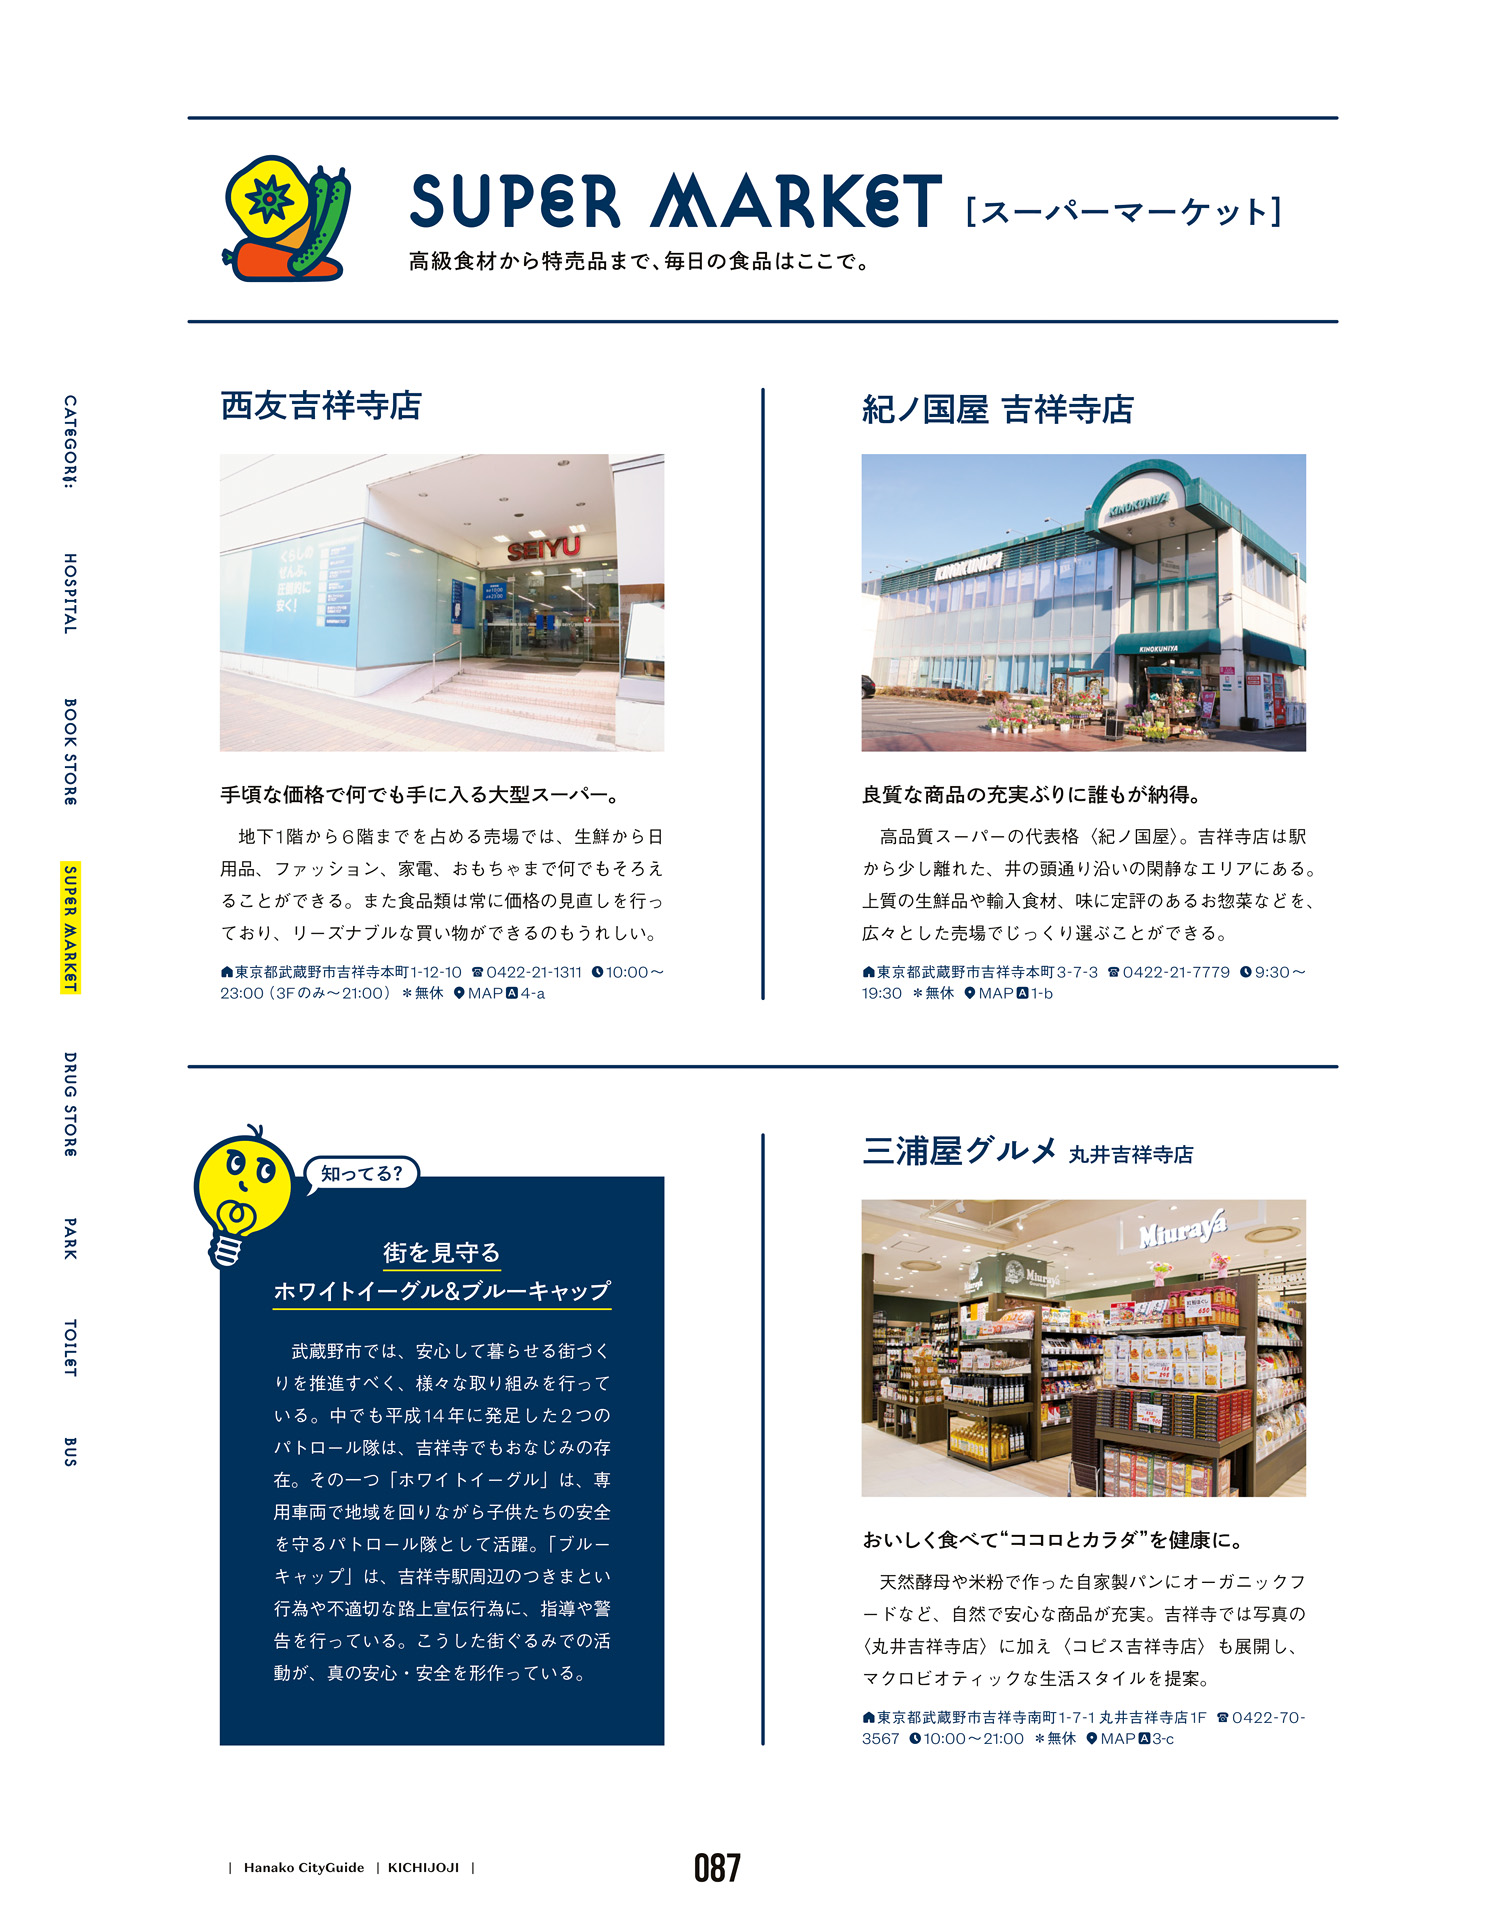 SUPER MARKET [スーパーマーケット]
高級食材から特売品まで、毎日の食品はここで。
CATEGORY:
HOSPITAL
BOOK STORE
SUPER MARKET
DRUG STORE
PARK
TOILET
BUS
西友吉祥寺店
くらしの
ぜんぶ、
圧倒的に
安く!
SEIYU
手頃な価格で何でも手に入る大型スーパー。
地下1階から6階までを占める売場では、生鮮から日
用品、ファッション、家電、おもちゃまで何でもそろえ
ることができる。また食品類は常に価格の見直しを行っ
ており、リーズナブルな買い物ができるのもうれしい。
東京都武蔵野市吉祥寺本町1-12-10 ☎0422-21-1311 10:00〜
23:00(3Fのみ〜21:00) *無休 MAP A 4-a
紀ノ国屋 吉祥寺店
KINOKUNIYA
KINOKUNIYA
KINOKUNIYA
良質な商品の充実ぶりに誰もが納得。
高品質スーパーの代表格〈紀ノ国屋〉。吉祥寺店は駅
から少し離れた、井の頭通り沿いの閑静なエリアにある。
上質の生鮮品や輸入食材、味に定評のあるお惣菜などを、
広々とした売場でじっくり選ぶことができる。
東京都武蔵野市吉祥寺本町3-7-3 ☎0422-21-7779 9:30〜
19:30 *無休 MAP A 1-b
知ってる?
街を見守る
ホワイトイーグル&ブルーキャップ
武蔵野市では、安心して暮らせる街づく
りを推進すべく、様々な取り組みを行って
いる。中でも平成14年に発足した2つの
パトロール隊は、吉祥寺でもおなじみの存
在。その一つ「ホワイトイーグル」は、専
用車両で地域を回りながら子供たちの安全
を守るパトロール隊として活躍。「ブルー
キャップ」は、吉祥寺駅周辺のつきまとい
行為や不適切な路上宣伝行為に、指導や警
告を行っている。こうした街ぐるみでの活
動が、真の安心・安全を形作っている。
三浦屋グルメ 丸井吉祥寺店
Miuraya
Miuraya
Miuraya
おいしく食べて“ココロとカラダ”を健康に。
天然酵母や米粉で作った自家製パンにオーガニックフ
ードなど、自然で安心な商品が充実。吉祥寺では写真の
〈丸井吉祥寺店〉に加え〈コピス吉祥寺店〉も展開し、
マクロビオティックな生活スタイルを提案。
東京都武蔵野市吉祥寺南町1-7-1 丸井吉祥寺店1F ☎0422-70-
3567 10:00〜21:00 *無休 MAP A 3-c
| Hanako CityGuide | KICHIJOJI |
087